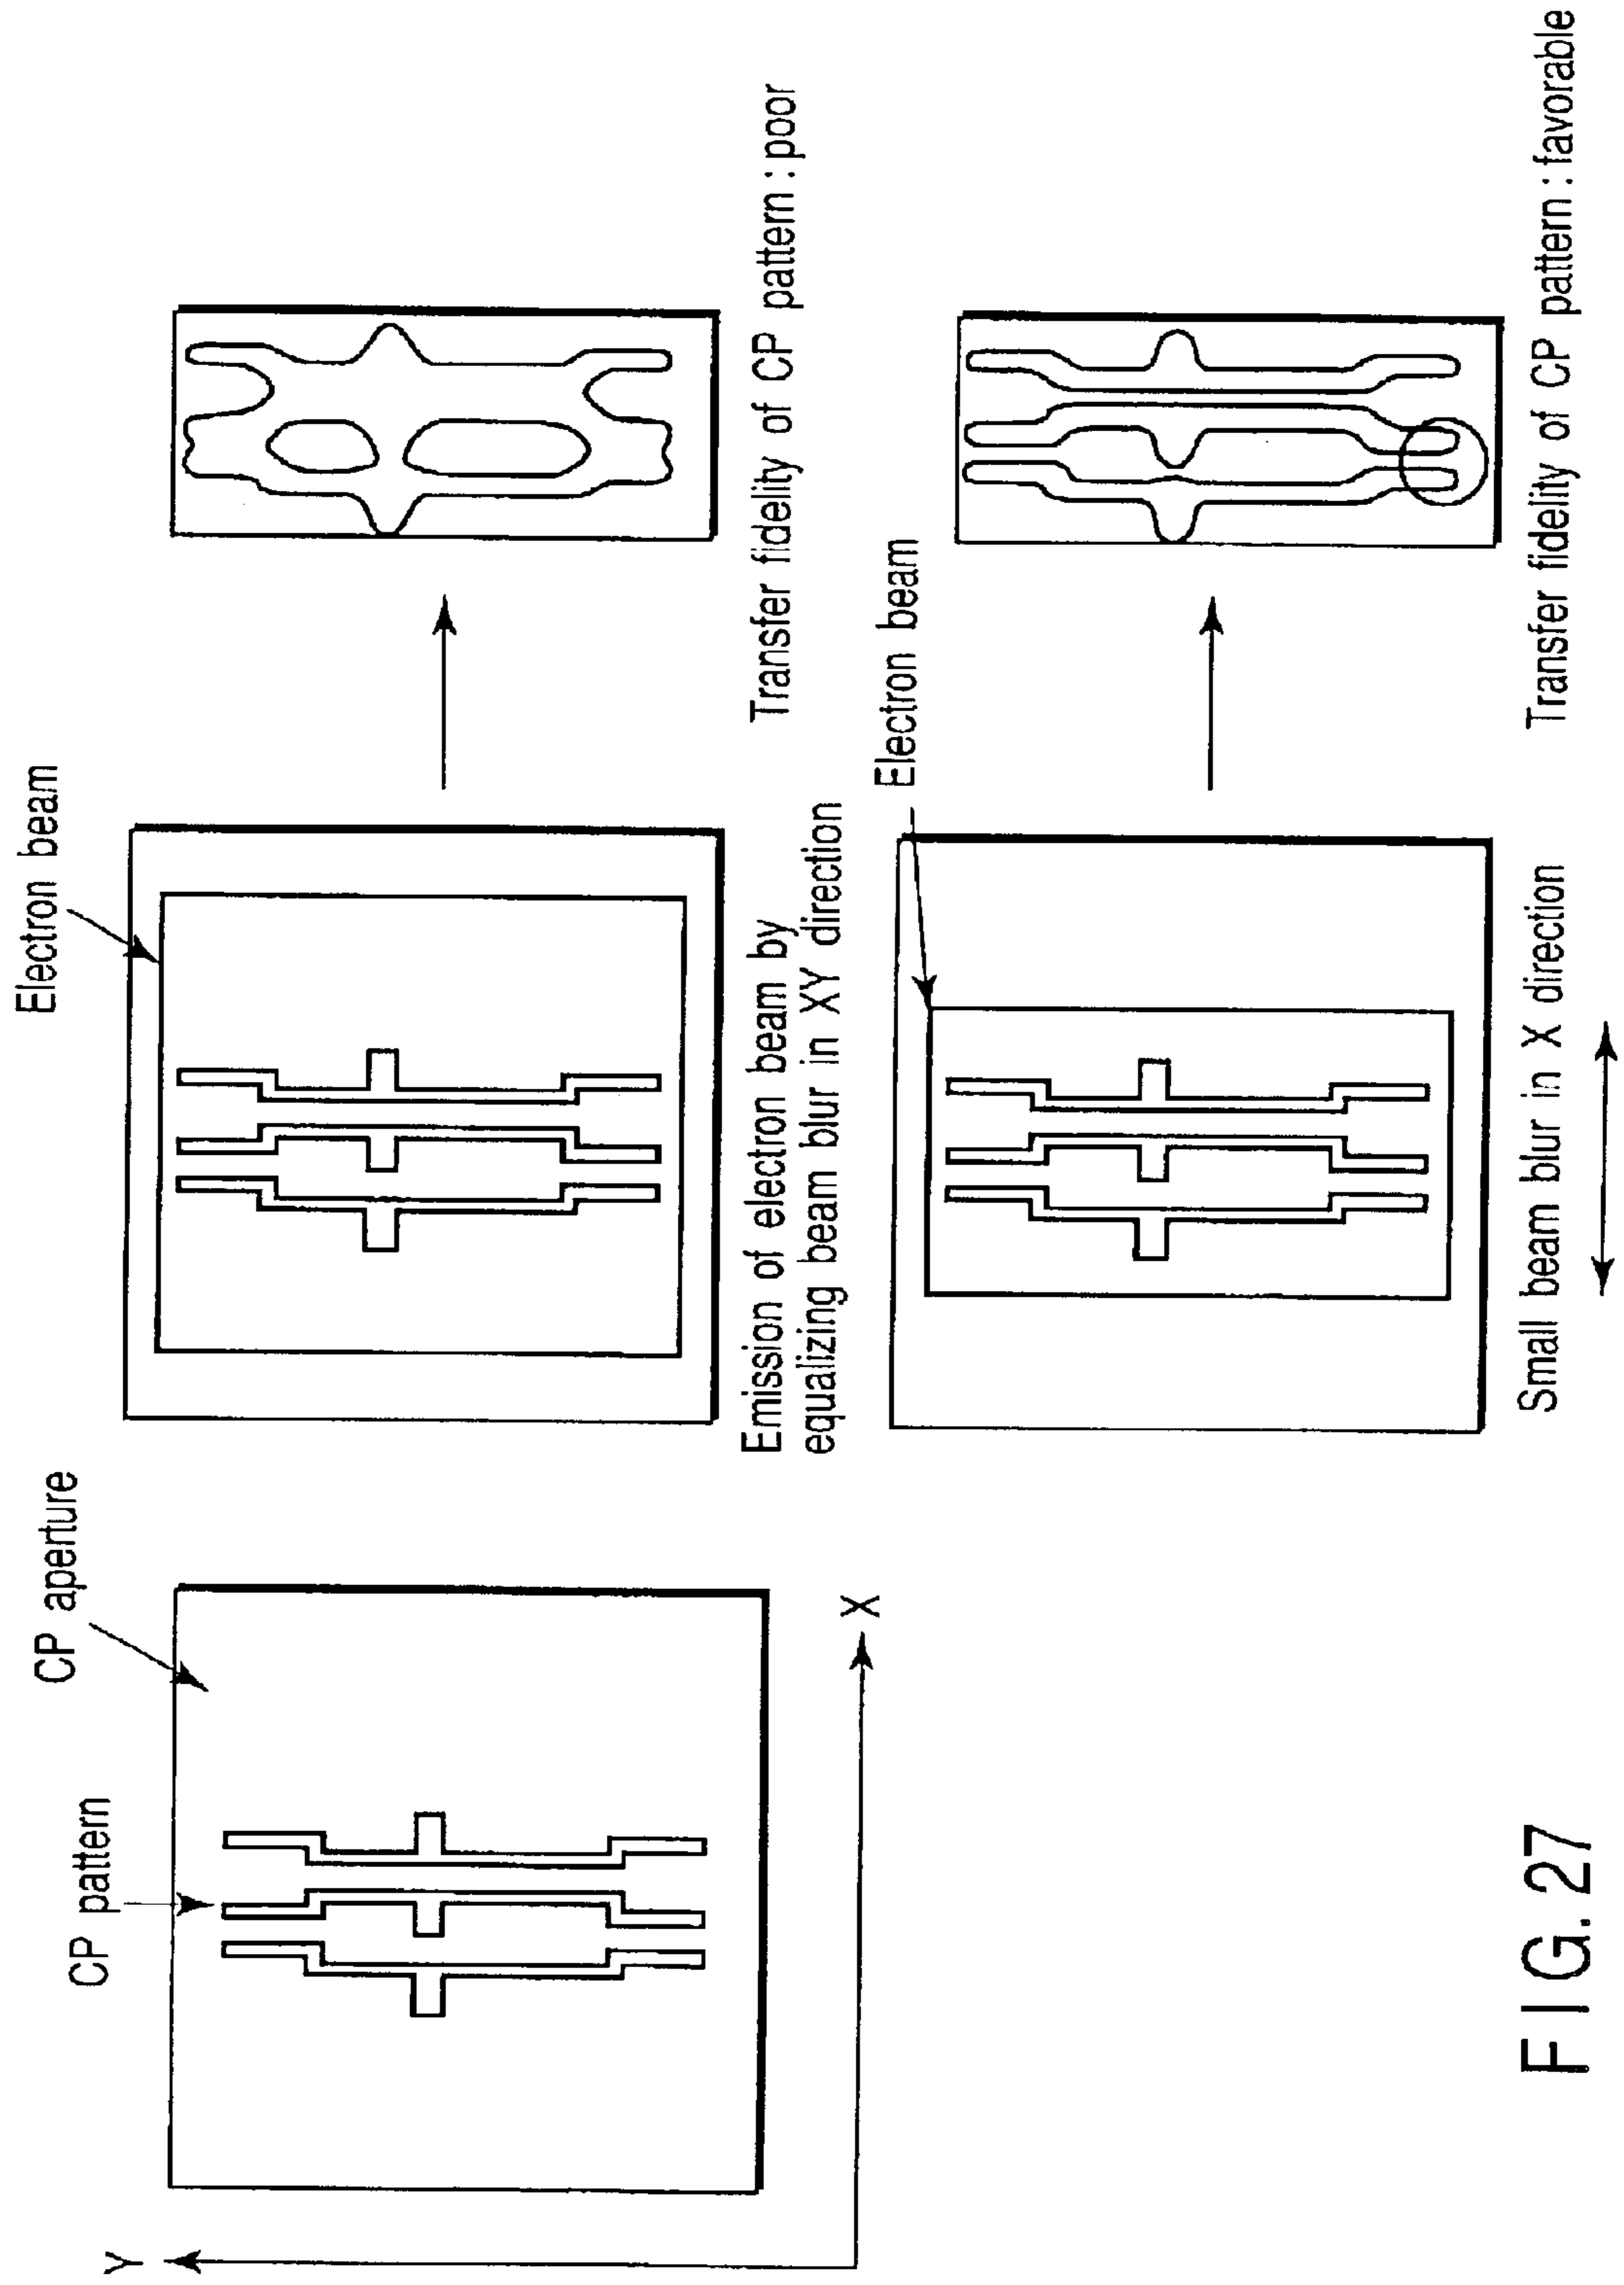 CP pattern
CP aperture
Y
X
Electron beam
Emission of electron beam by
equalizing beam blur in XY direction
Transfer fidelity of CP pattern : poor
Electron beam
Small beam blur in X direction
Transfer fidelity of CP pattern : favorable
FIG. 27